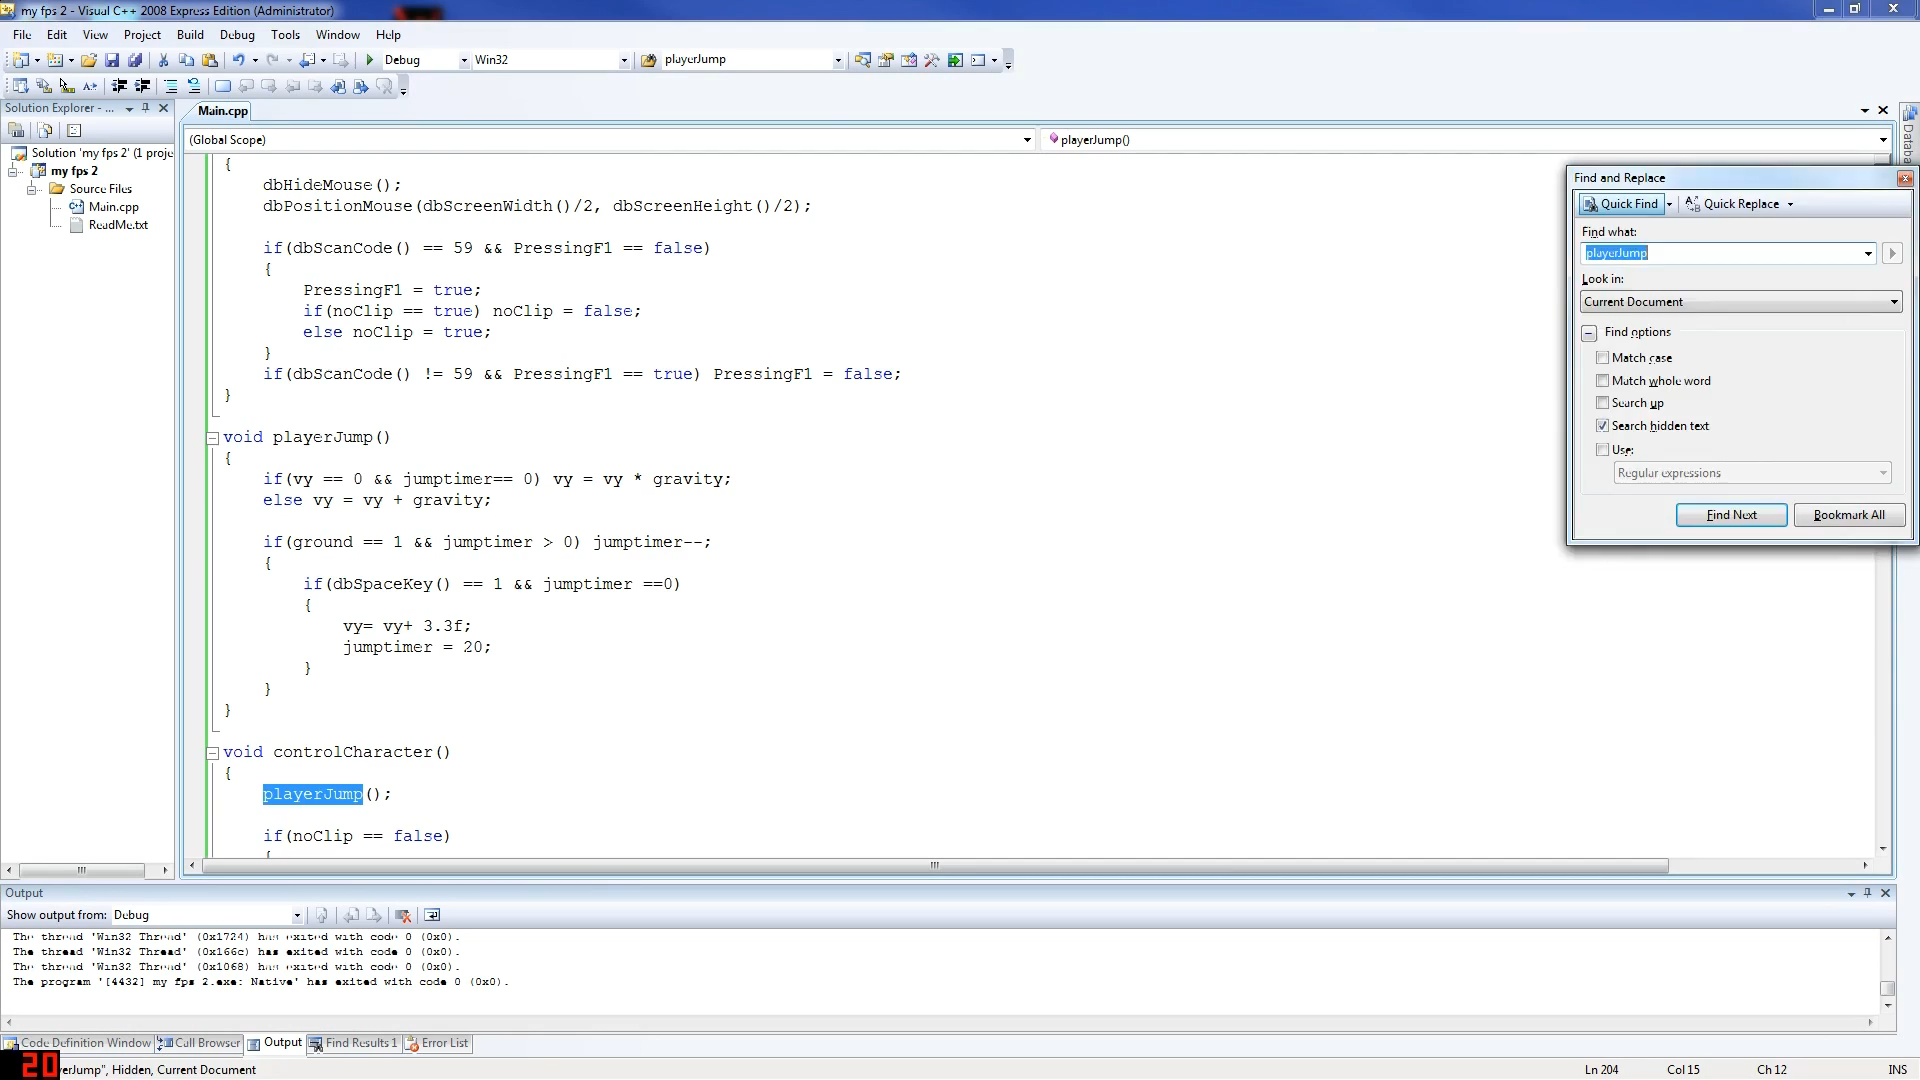 my fps 2 - Visual C++ 2008 Express Edition (Administrator)
File Edit View Project Build Debug Tools Window Help
Debug Win32 playerJump
Solution Explorer - ...
Main.cpp
(Global Scope) playerJump()
Solution 'my fps 2' (1 proje
my fps 2
Source Files
Main.cpp
ReadMe.txt
{
dbHideMouse();
dbPositionMouse(dbScreenWidth()/2, dbScreenHeight()/2);
if(dbScanCode() == 59 && PressingF1 == false)
{
PressingF1 = true;
if(noClip == true) noClip = false;
else noClip = true;
}
if(dbScanCode() != 59 && PressingF1 == true) PressingF1 = false;
}
void playerJump()
{
if(vy == 0 && jumptimer== 0) vy = vy * gravity;
else vy = vy + gravity;
if(ground == 1 && jumptimer > 0) jumptimer--;
{
if(dbSpaceKey() == 1 && jumptimer ==0)
{
vy= vy+ 3.3f;
jumptimer = 20;
}
}
}
void controlCharacter()
{
playerJump();
if(noClip == false)
{
Databa
Find and Replace
Quick Find Quick Replace
Find what:
playerJump
Look in:
Current Document
Find options
Match case
Match whole word
Search up
Search hidden text
Use:
Regular expressions
Find Next Bookmark All
Output
Show output from: Debug
The thread 'Win32 Thread' (0x1724) has exited with code 0 (0x0).
The thread 'Win32 Thread' (0x166c) has exited with code 0 (0x0).
The thread 'Win32 Thread' (0x1068) has exited with code 0 (0x0).
The program '[4432] my fps 2.exe: Native' has exited with code 0 (0x0).
Code Definition Window Call Browser Output Find Results 1 Error List
20
yerJump", Hidden, Current Document Ln 204 Col 15 Ch 12 INS